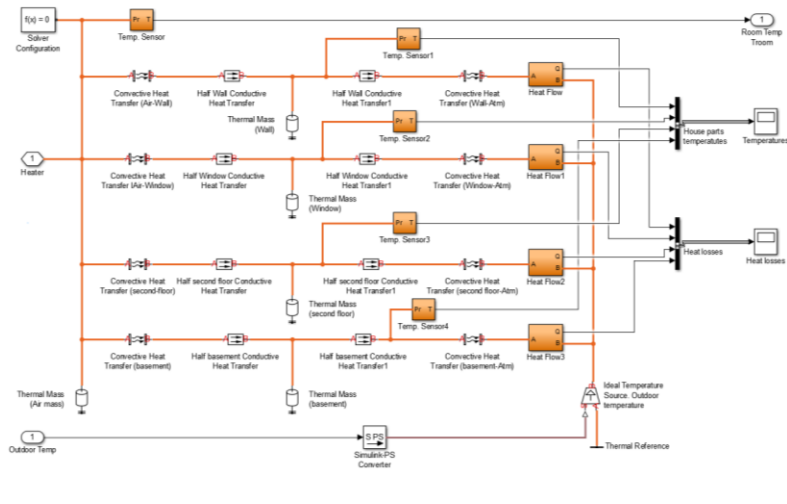 f(x) = 0
Solver
Configuration
Pr T
Temp. Sensor
1
Room Temp
Troom
Pr T
Temp. Sensor1
Convective Heat
Transfer (Air-Wall)
Half Wall Conductive
Heat Transfer
Thermal Mass
(Wall)
Half Wall Conductive
Heat Transfer1
Convective Heat
Transfer (Wall-Atm)
A
Q
B
Heat Flow
Pr T
Temp. Sensor2
House parts
temperatutes
Temperatures
1
Heater
Convective Heat
Transfer lAir-Window)
Half Window Conductive
Heat Transfer
Thermal Mass
(Window)
Half Window Conductive
Heat Transfer1
Convective Heat
Transfer (Window-Atm)
A
Q
B
Heat Flow1
Pr T
Temp. Sensor3
Heat losses
Heat losses
Convective Heat
Transfer (second-floor)
Half second floor Conductive
Heat Transfer
Thermal Mass
(second floor)
Half second floor Conductive
Heat Transfer1
Convective Heat
Transfer (second floor-Atm)
A
Q
B
Heat Flow2
Pr T
Temp. Sensor4
Convective Heat
Transfer (basement)
Half basement Conductive
Heat Transfer
Half basement Conductive
Heat Transfer1
Convective Heat
Transfer (basement-Atm)
A
Q
B
Heat Flow3
Thermal Mass
(Air mass)
Thermal Mass
(basement)
Ideal Temperature
Source. Outdoor
temperature
1
Outdoor Temp
S PS
Simulink-PS
Converter
Thermal Reference